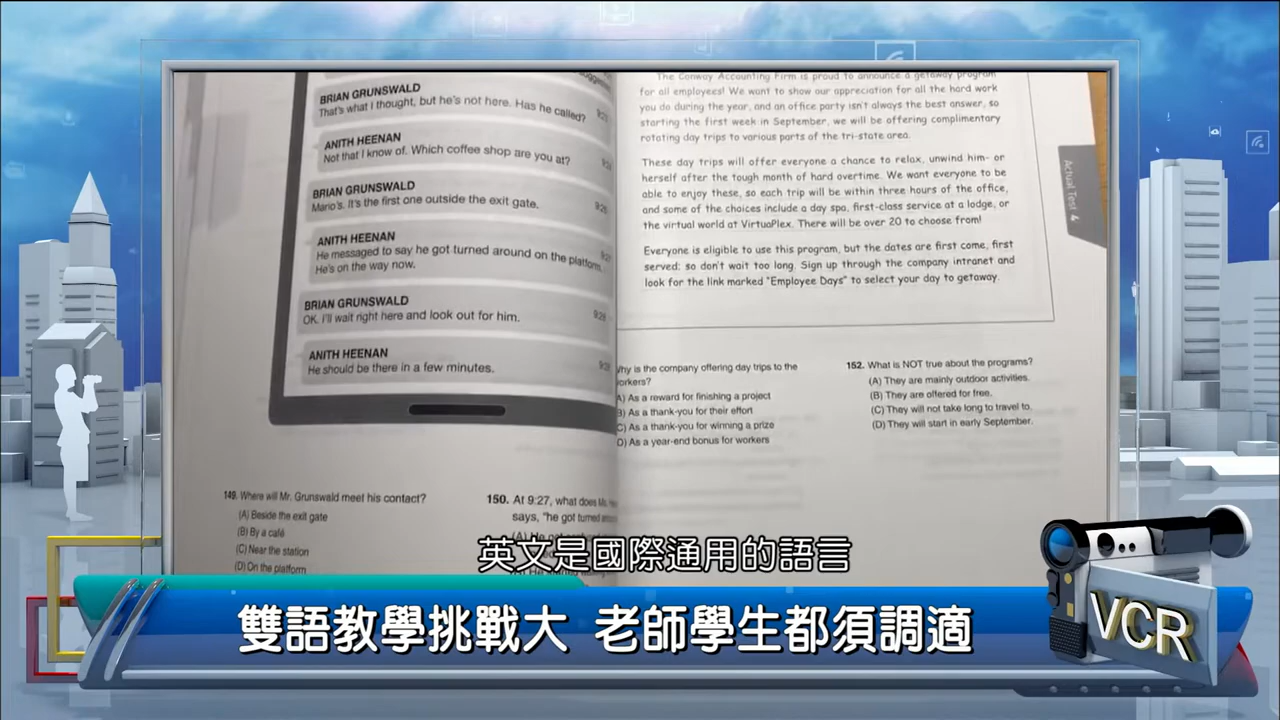 BRIAN GRUNSWALD
That's what I thought, but he's not here. Has he called?
ANITH HEENAN
Not that I know of. Which coffee shop are you at?
BRIAN GRUNSWALD
Mario's. It's the first one outside the exit gate.
9:26
ANITH HEENAN
He messaged to say he got turned around on the platform.
He's on the way now.
BRIAN GRUNSWALD
OK. I'll wait right here and look out for him.
ANITH HEENAN
He should be there in a few minutes.
149. Where will Mr. Grunswald meet his contact?
(A) Beside the exit gate
(B) By a café
(C) Near the station
(D) On the platform
150. At 9:27, what does Ms.
says, "he got turned
The Conway Accounting Firm is proud to announce a getaway program
for all employees! We want to show our appreciation for all the hard work
you do during the year, and an office party isn't always the best answer, so
starting the first week in September, we will be offering complimentary
rotating day trips to various parts of the tri-state area.
These day trips will offer everyone a chance to relax, unwind him- or
herself after the tough month of hard overtime. We want everyone to be
able to enjoy these, so each trip will be within three hours of the office,
and some of the choices include a day spa, first-class service at a lodge, or
the virtual world at VirtuaPlex. There will be over 20 to choose from!
Everyone is eligible to use this program, but the dates are first come, first
served; so don't wait too long. Sign up through the company intranet and
look for the link marked "Employee Days" to select your day to getaway.
Actual Test 4
hy is the company offering day trips to the
orkers?
A) As a reward for finishing a project
B) As a thank-you for their effort
C) As a thank-you for winning a prize
D) As a year-end bonus for workers
152. What is NOT true about the programs?
(A) They are mainly outdoor activities.
(B) They are offered for free.
(C) They will not take long to travel to.
(D) They will start in early September.
英文是國際通用的語言
雙語教學挑戰大 老師學生都須調適
VCR